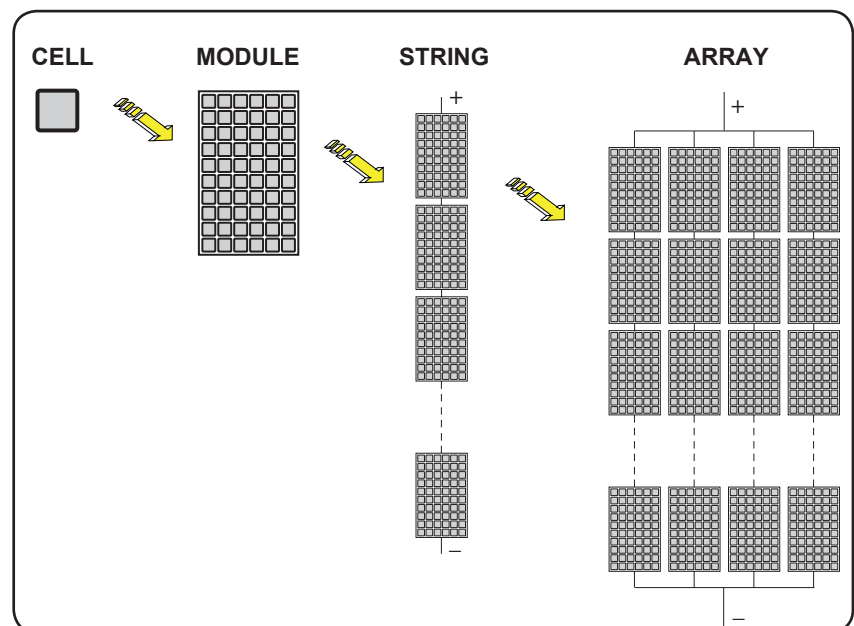 CELL MODULE STRING ARRAY
+ +
–
–